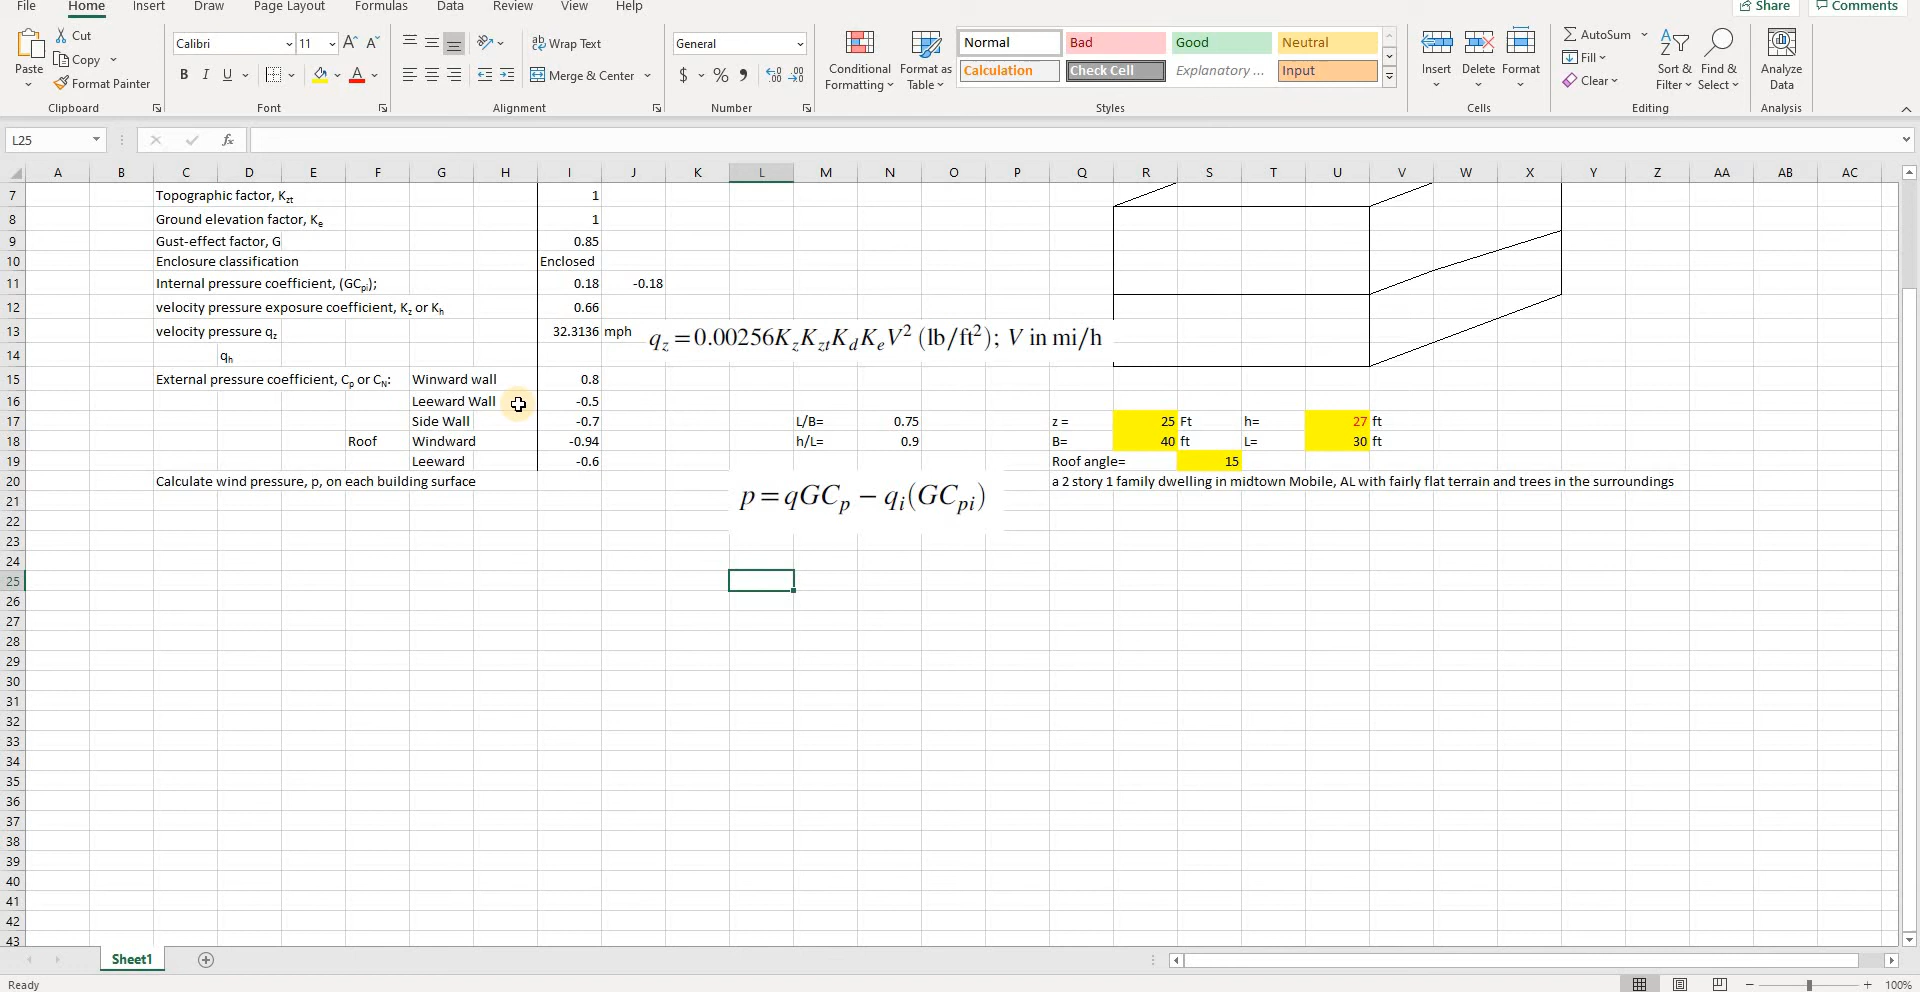 File Home Insert Draw Page Layout Formulas Data Review View Help Share Comments
Paste Cut Copy Format Painter Clipboard
Calibri 11 A A B I U A Font
Wrap Text Merge & Center Alignment
General $ % , Number
Conditional Formatting Format as Table
Normal Bad Good Neutral
Calculation Check Cell Explanatory ... Input
Styles
Insert Delete Format Cells
AutoSum Fill Clear Sort & Filter Find & Select Editing
Analyze Data Analysis
L25 fx
A B C D E F G H I J K L M N O P Q R S T U V W X Y Z AA AB AC
7 Topographic factor, Kzt 1
8 Ground elevation factor, Ke 1
9 Gust-effect factor, G 0.85
10 Enclosure classification Enclosed
11 Internal pressure coefficient, (GCpi); 0.18 -0.18
12 velocity pressure exposure coefficient, Kz or Kh 0.66
13 velocity pressure qz 32.3136 mph
qz = 0.00256KzKztKdKeV² (lb/ft²); V in mi/h
14 qh
15 External pressure coefficient, Cp or CN: Winward wall 0.8
16 Leeward Wall -0.5
17 Side Wall -0.7 L/B= 0.75 z = 25 Ft h= 27 ft
18 Roof Windward -0.94 h/L= 0.9 B= 40 ft L= 30 ft
19 Leeward -0.6 Roof angle= 15
20 Calculate wind pressure, p, on each building surface a 2 story 1 family dwelling in midtown Mobile, AL with fairly flat terrain and trees in the surroundings
p = qGCp − qi(GCpi)
21
22
23
24
25
26
27
28
29
30
31
32
33
34
35
36
37
38
39
40
41
42
43
Sheet1
Ready 100%